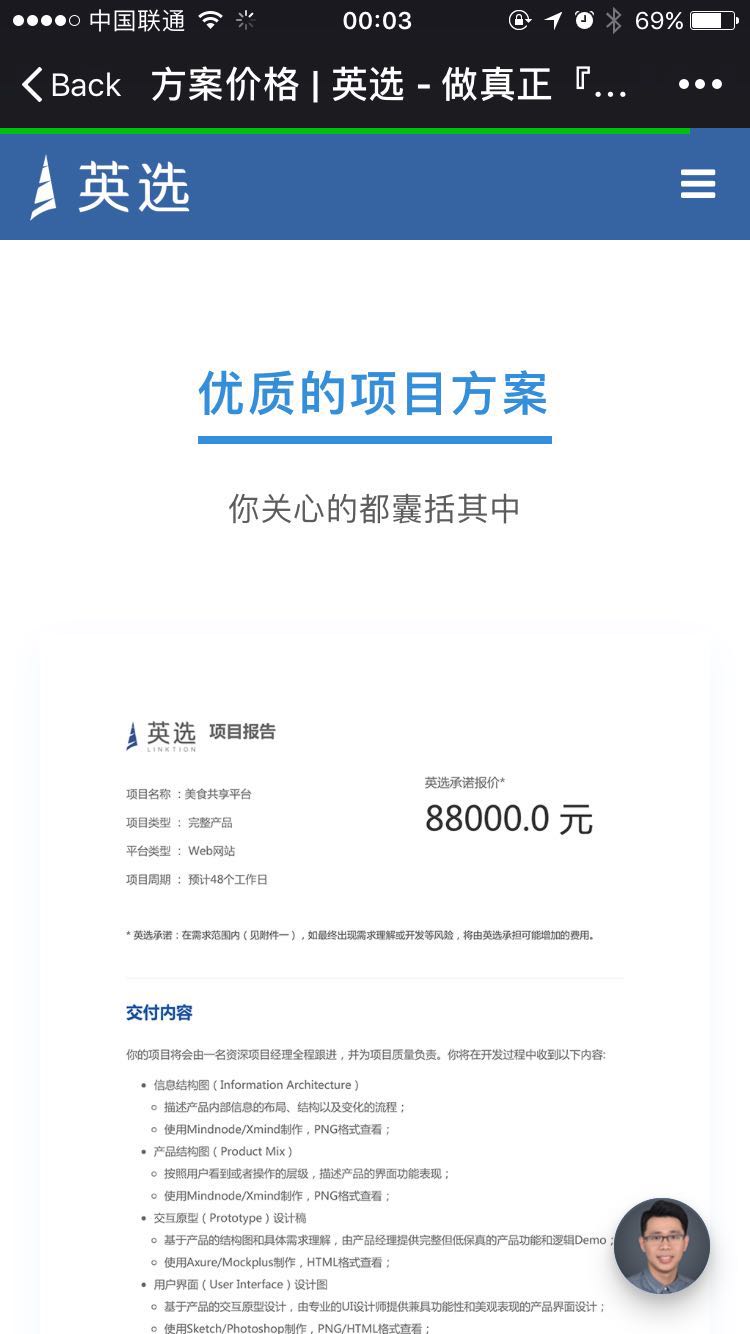 中国联通 00:03 69%
Back 方案价格 | 英选 - 做真正『...
英选
优质的项目方案
你关心的都囊括其中
英选 LINKTION 项目报告
项目名称 ：美食共享平台
项目类型 ： 完整产品
平台类型 ： Web网站
项目周期 ： 预计48个工作日
英选承诺报价*
88000.0 元
* 英选承诺：在需求范围内（见附件一），如最终出现需求理解或开发等风险，将由英选承担可能增加的费用。
交付内容
你的项目将会由一名资深项目经理全程跟进，并为项目质量负责。你将在开发过程中收到以下内容:
• 信息结构图（Information Architecture）
◦ 描述产品内部信息的布局、结构以及变化的流程；
◦ 使用Mindnode/Xmind制作，PNG格式查看；
• 产品结构图（Product Mix）
◦ 按照用户看到或者操作的层级，描述产品的界面功能表现；
◦ 使用Mindnode/Xmind制作，PNG格式查看；
• 交互原型（Prototype）设计稿
◦ 基于产品的结构图和具体需求理解，由产品经理提供完整但低保真的产品功能和逻辑Demo；
◦ 使用Axure/Mockplus制作，HTML格式查看；
• 用户界面（User Interface）设计图
◦ 基于产品的交互原型设计，由专业的UI设计师提供兼具功能性和美观表现的产品界面设计；
◦ 使用Sketch/Photoshop制作，PNG/HTML格式查看；